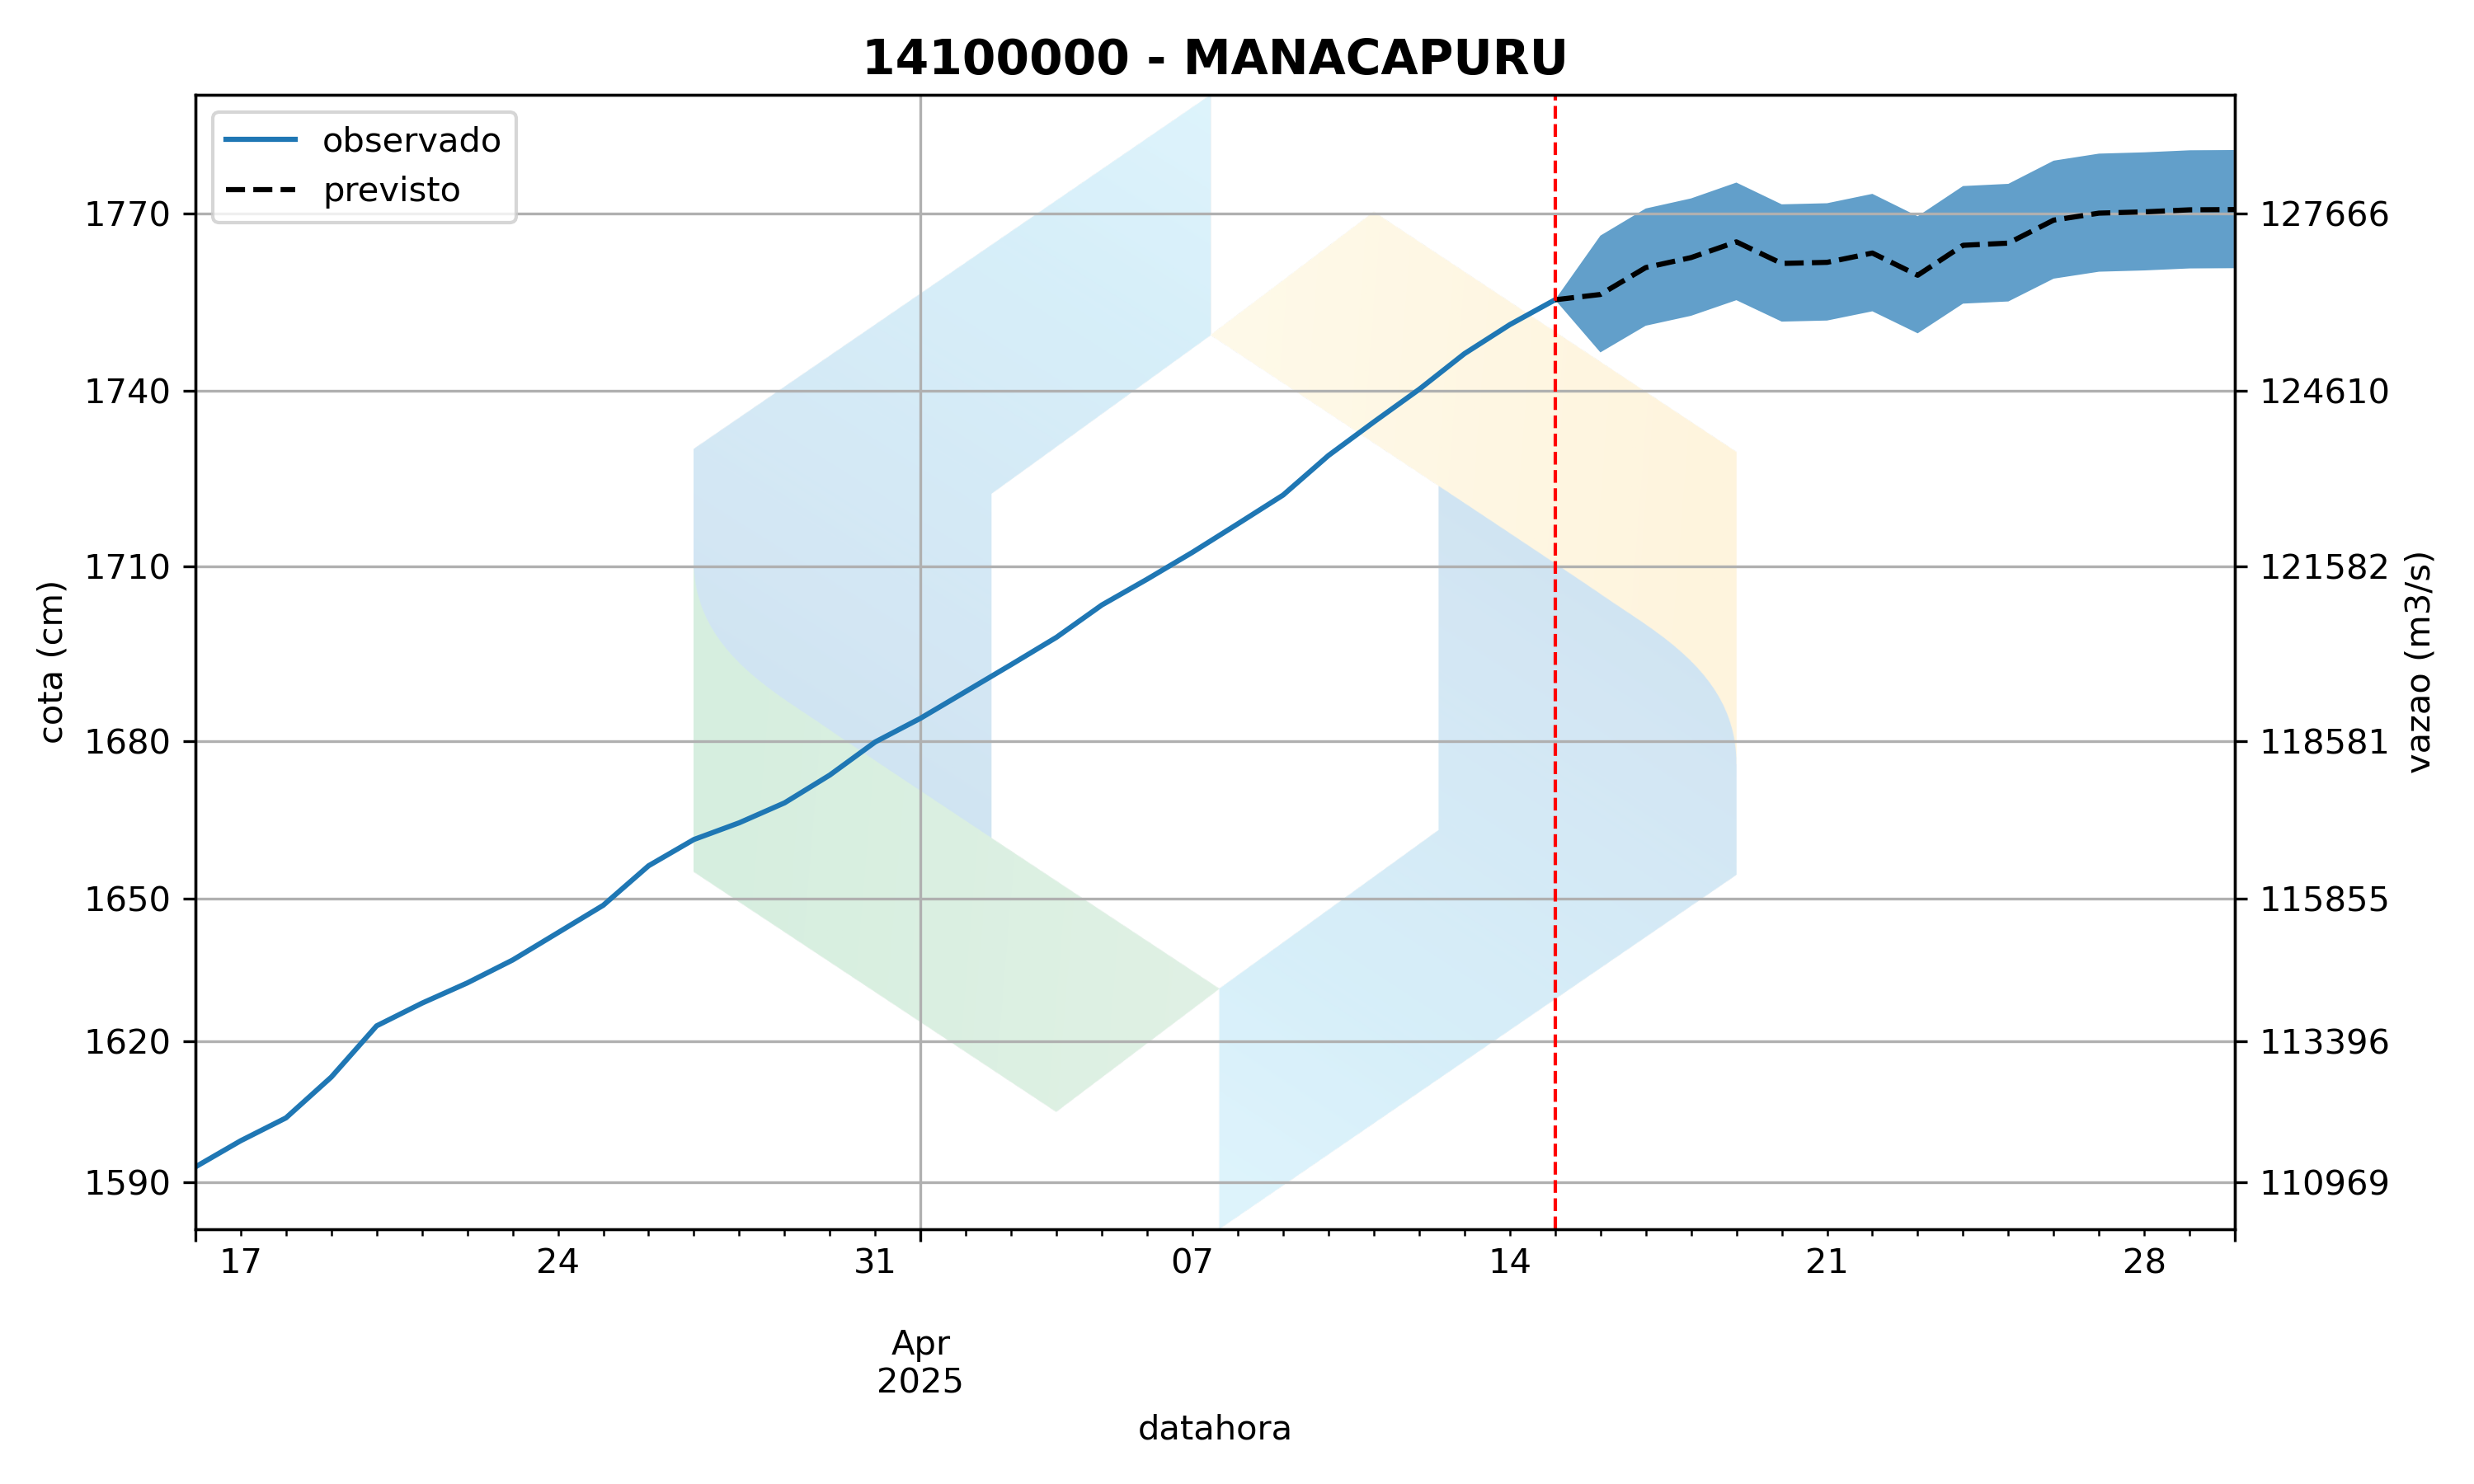 14100000 - MANACAPURU
observado
previsto
cota (cm)
1770
1740
1710
1680
1650
1620
1590
127666
124610
121582
118581
115855
113396
110969
vazao (m3/s)
17 24 31 07 14 21 28
Apr
2025
datahora